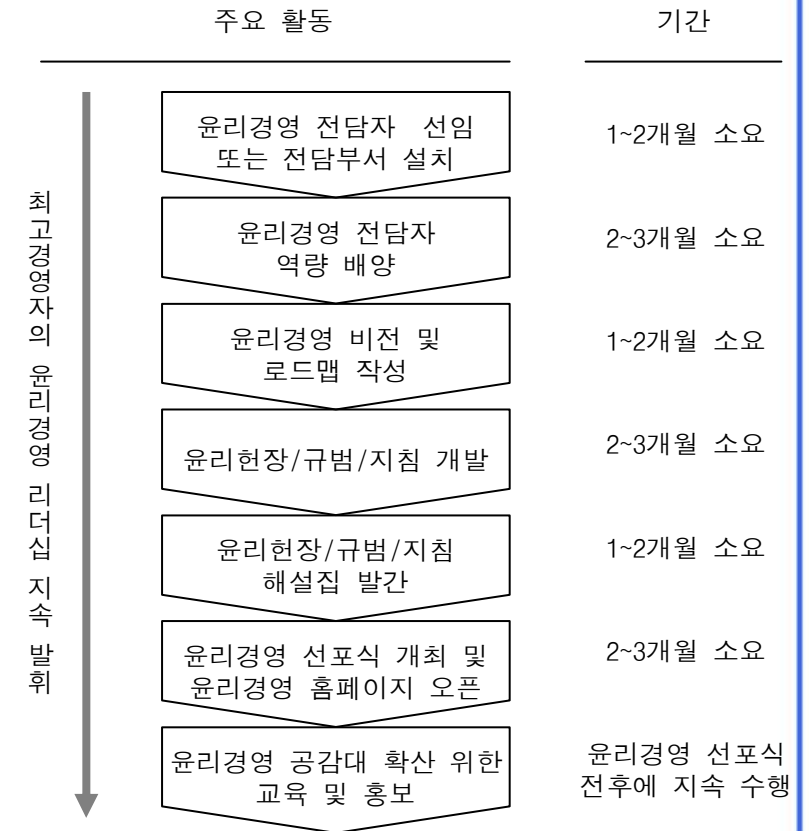 주요 활동
기간
최고경영자의 윤리경영 리더십 지속 발휘
윤리경영 전담자 선임
또는 전담부서 설치
1~2개월 소요
윤리경영 전담자
역량 배양
2~3개월 소요
윤리경영 비전 및
로드맵 작성
1~2개월 소요
윤리헌장/규범/지침 개발
2~3개월 소요
윤리헌장/규범/지침
해설집 발간
1~2개월 소요
윤리경영 선포식 개최 및
윤리경영 홈페이지 오픈
2~3개월 소요
윤리경영 공감대 확산 위한
교육 및 홍보
윤리경영 선포식
전후에 지속 수행